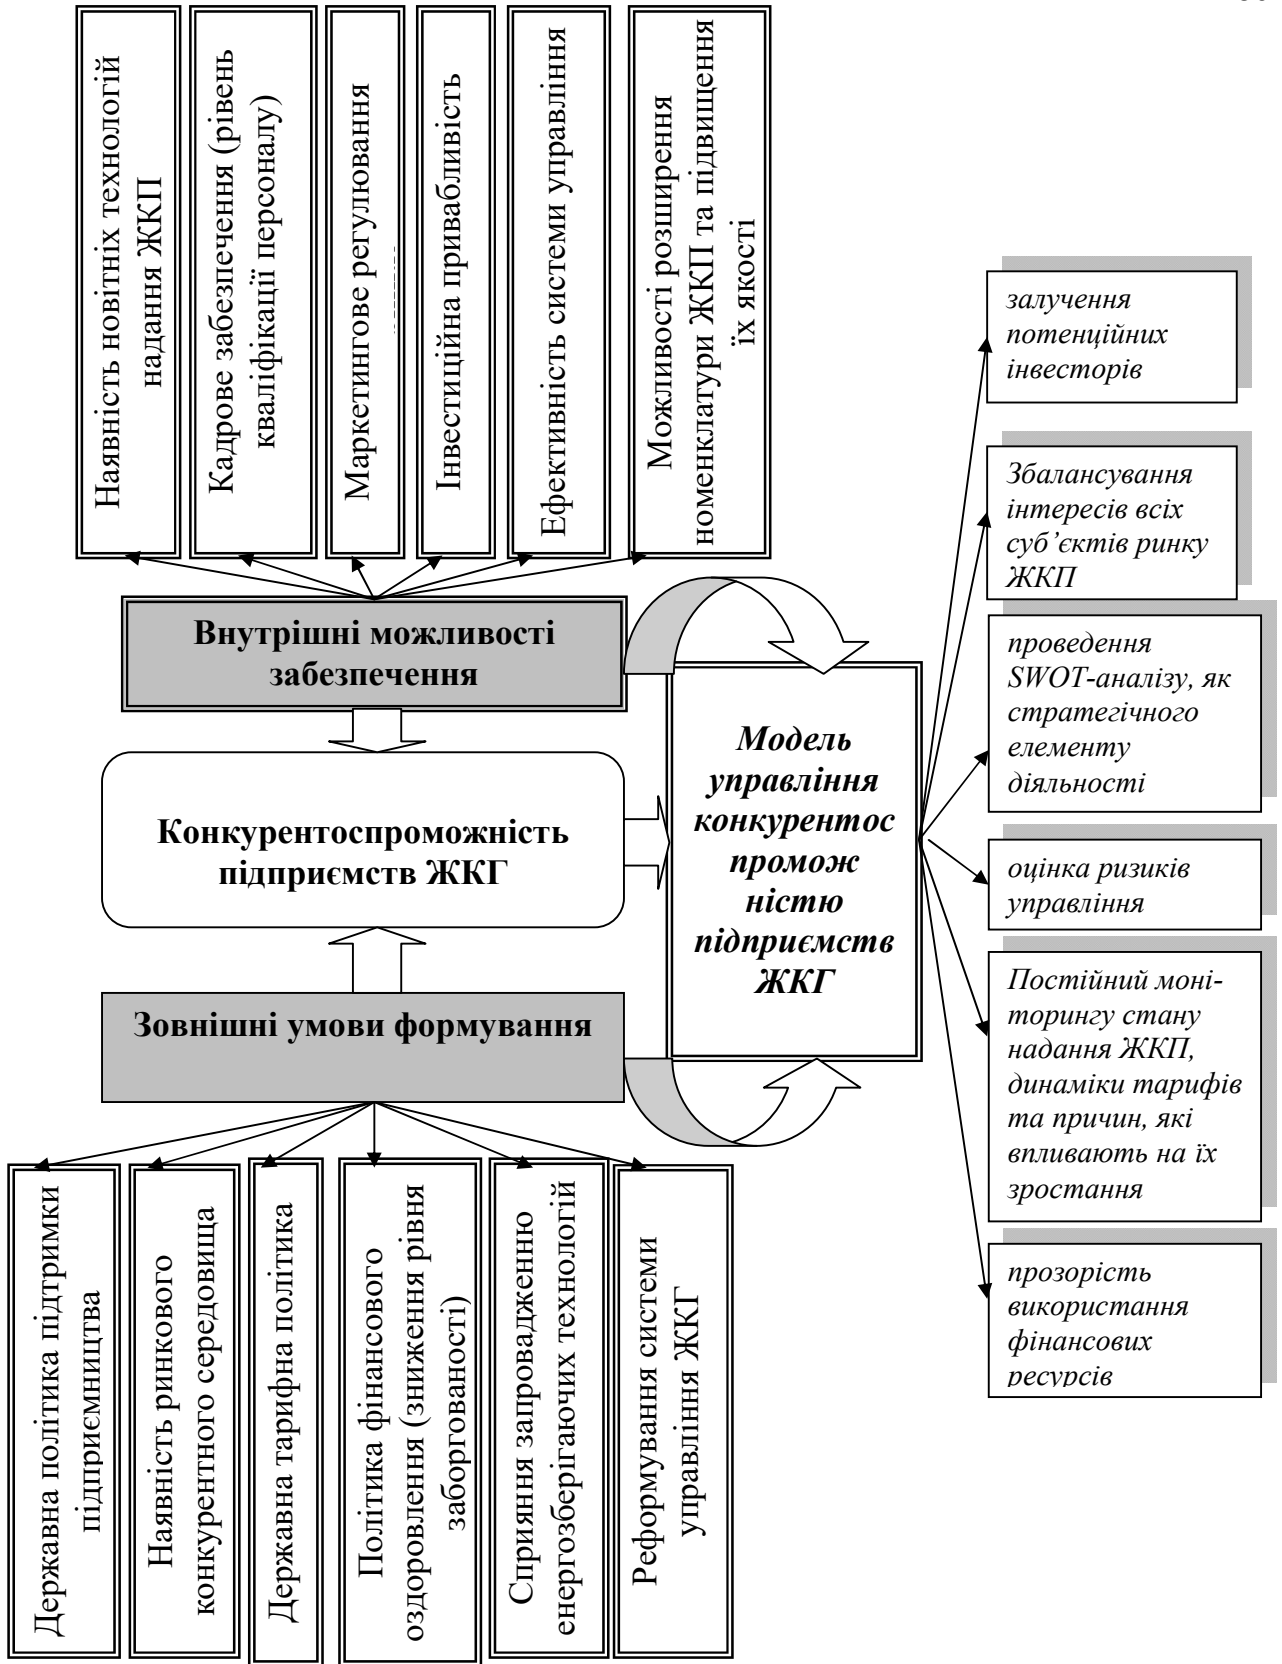 Наявність новітніх технологій
надання ЖКП
Кадрове забезпечення (рівень
кваліфікації персоналу)
Маркетингове регулювання
Інвестиційна привабливість
Ефективність системи управління
Можливості розширення
номенклатури ЖКП та підвищення
їх якості
Внутрішні можливості
забезпечення
Конкурентоспроможність
підприємств ЖКГ
Зовнішні умови формування
Модель
управління
конкурентос
промож
ністю
підприємств
ЖКГ
залучення
потенційних
інвесторів
Збалансування
інтересів всіх
суб’єктів ринку
ЖКП
проведення
SWOT-аналізу, як
стратегічного
елементу
діяльності
оцінка ризиків
управління
Постійний моні-
торингу стану
надання ЖКП,
динаміки тарифів
та причин, які
впливають на їх
зростання
прозорість
використання
фінансових
ресурсів
Державна політика підтримки
підприємництва
Наявність ринкового
конкурентного середовища
Державна тарифна політика
Політика фінансового
оздоровлення (зниження рівня
заборгованості)
Сприяння запровадженню
енергозберігаючих технологій
Реформування системи
управління ЖКГ